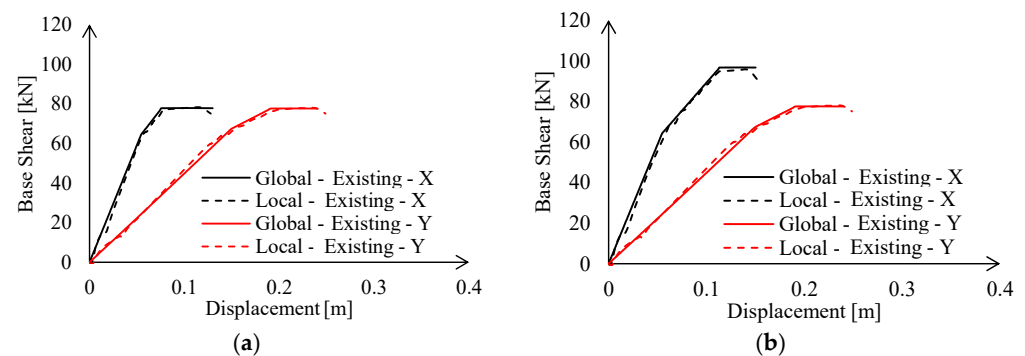 120
100
80
60
40
20
0
Base Shear [kN]
Global - Existing - X
Local - Existing - X
Global - Existing - Y
Local - Existing - Y
0 0.1 0.2 0.3 0.4
Displacement [m]
(a)
120
100
80
60
40
20
0
Base Shear [kN]
Global - Existing - X
Local - Existing - X
Global - Existing - Y
Local - Existing - Y
0 0.1 0.2 0.3 0.4
Displacement [m]
(b)